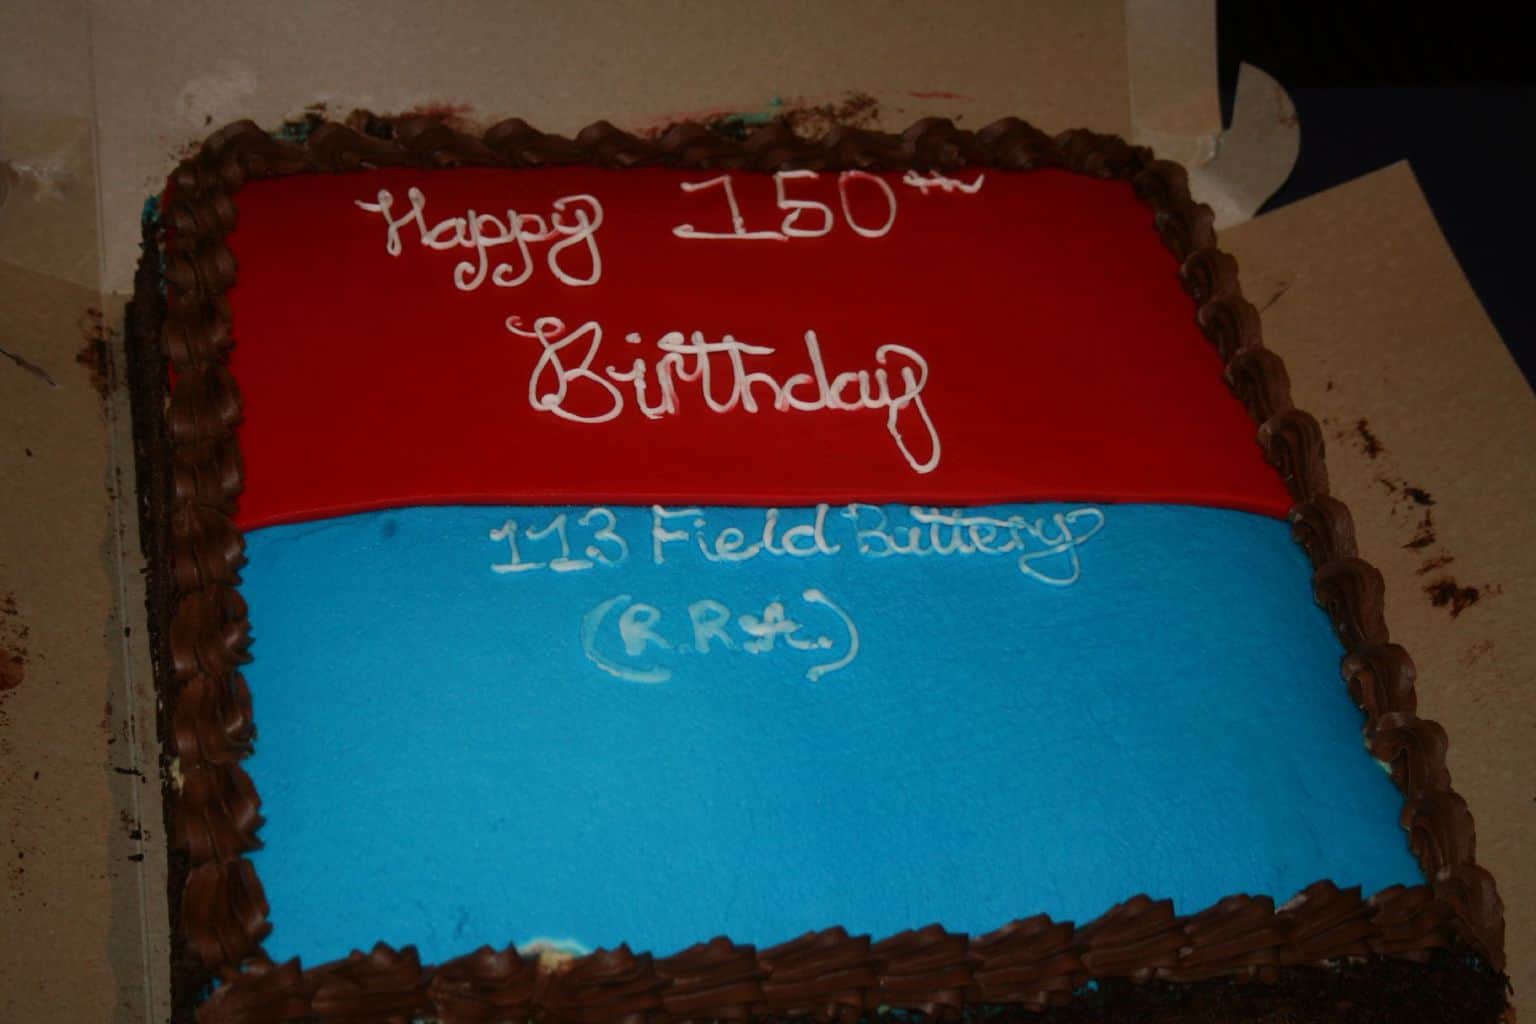 Happy 150th
Birthday
113 Field Battery
(R.R.A.)